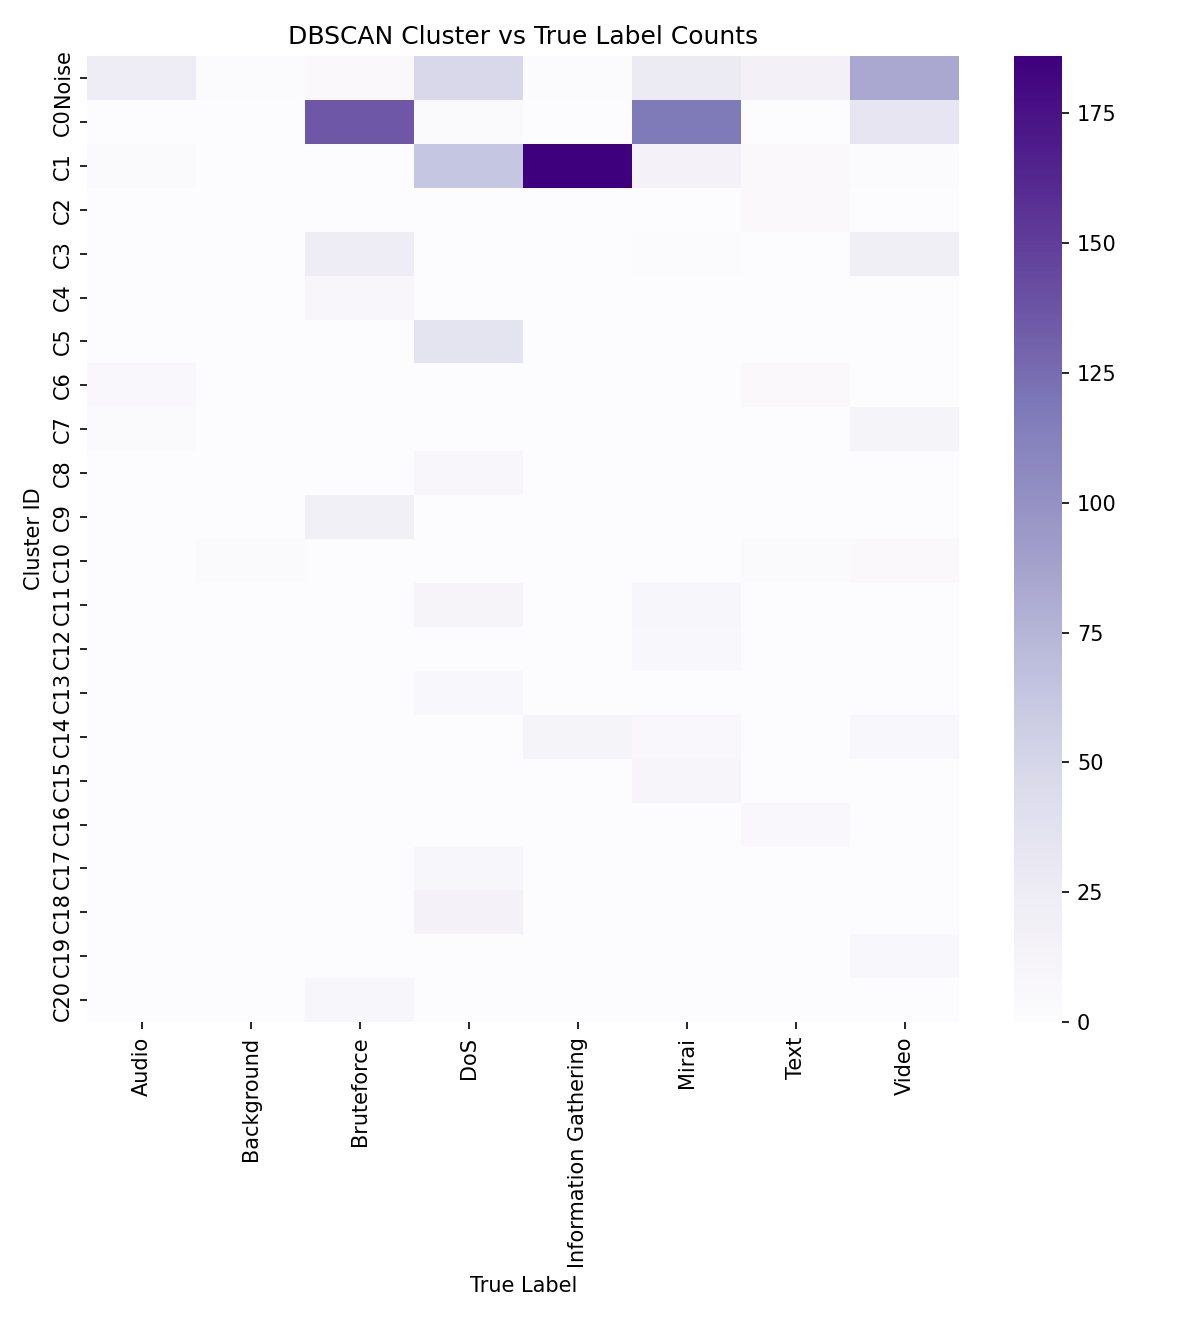 DBSCAN Cluster vs True Label Counts
Cluster ID
Noise
C0
C1
C2
C3
C4
C5
C6
C7
C8
C9
C10
C11
C12
C13
C14
C15
C16
C17
C18
C19
C20
Audio
Background
Bruteforce
DoS
Information Gathering
Mirai
Text
Video
True Label
175
150
125
100
75
50
25
0